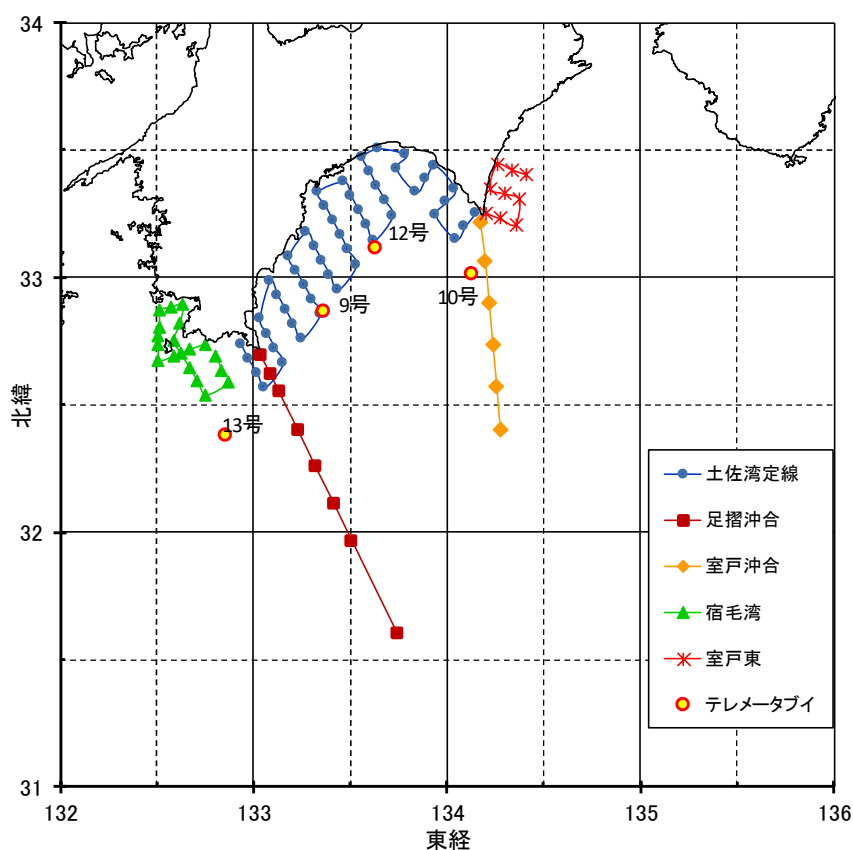 34
33
32
31
北緯
132
133
134
135
136
東経
12号
9号
10号
13号
土佐湾定線
足摺沖合
室戸沖合
宿毛湾
室戸東
テレメータブイ